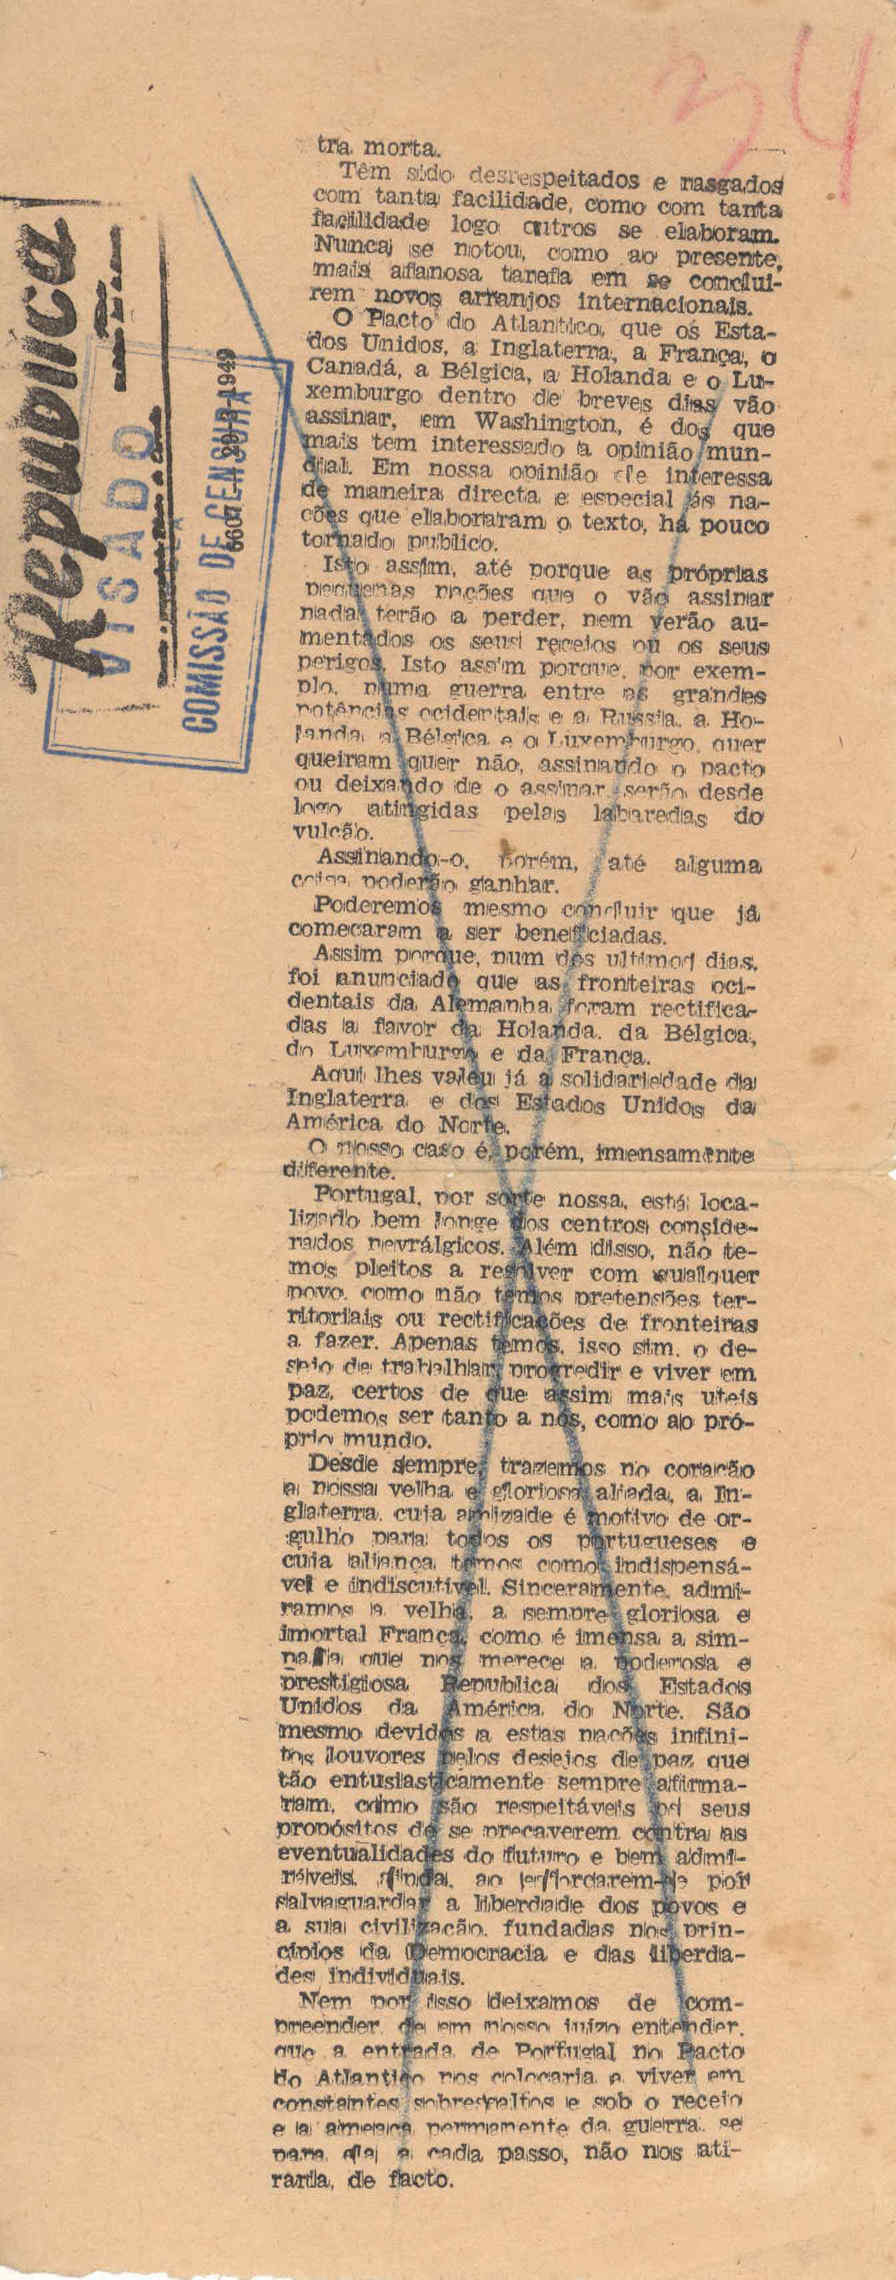 34
República
VISADO
COMISSÃO DE CENSURA
tra morta.
Têm sido desrespeitados e rasgados
com tanta facilidade, como com tanta
facilidade logo outros se elaboram.
Nunca se notou, como ao presente,
mais afanosa tarefa em se conclui-
rem novos arranjos internacionais.
O Pacto do Atlantico, que os Esta-
dos Unidos, a Inglaterra, a França, o
Canadá, a Bélgica, a Holanda e o Lu-
xemburgo dentro de breves dias vão
assinar, em Washington, é dos que
mais tem interessado a opinião mun-
dial. Em nossa opinião ele interessa
de maneira directa e especial às na-
ções que elaboraram o texto, há pouco
tornado publico.
Isto assim, até porque as próprias
pequenas nações que o vão assinar
nada terão a perder, nem verão au-
mentados os seus receios ou os seus
perigos. Isto assim porque, por exem-
plo, numa guerra entre as grandes
potências ocidentais e a Russia, a Ho-
landa, a Bélgica e o Luxemburgo, quer
queiram quer não, assinando o pacto
ou deixando de o assinar, serão desde
logo atingidas pelas labaredas do
vulcão.
Assinando-o, porém, até alguma
coisa poderão ganhar.
Poderemos mesmo concluir que já
começaram a ser beneficiadas.
Assim porque, num dos ultimos dias,
foi anunciado que as fronteiras oci-
dentais da Alemanha foram rectifica-
das a favor da Holanda, da Bélgica,
do Luxemburgo e da França.
Aqui lhes valeu já a solidariedade da
Inglaterra e dos Estados Unidos da
América do Norte.
O nosso caso é, porém, imensamente
diferente.
Portugal, por sorte nossa, está loca-
lizado bem longe dos centros conside-
rados nevrálgicos. Além disso, não te-
mos pleitos a resolver com qualquer
povo, como não temos pretensões ter-
ritoriais ou rectificações de fronteiras
a fazer. Apenas temos, isso sim, o de-
sejo de trabalhar, progredir e viver em
paz, certos de que assim mais uteis
podemos ser tanto a nós, como ao pró-
prio mundo.
Desde sempre, trazemos no coração
a nossa velha e gloriosa aliada, a In-
glaterra, cuja amizade é motivo de or-
gulho para todos os portugueses e
cuja aliança temos como indispensá-
vel e indiscutivel. Sinceramente, admi-
ramos a velha, a sempre gloriosa e
imortal França, como é imensa a sim-
patia que nos merece a poderosa e
prestigiosa Republica dos Estados
Unidos da América do Norte. São
mesmo devidos a estas nações infini-
tos louvores pelos desejos de paz que
tão entusiasticamente sempre afirma-
ram, como são respeitáveis os seus
propósitos de se precaverem contra as
eventualidades do futuro e bem admi-
ráveis, ainda, ao esforçarem-se por
salvaguardar a liberdade dos povos e
a sua civilização, fundadas nos prin-
cípios da Democracia e das liberda-
des individuais.
Nem por isso deixamos de com-
preender, de em nosso juizo entender,
que a entrada de Portugal no Pacto
do Atlantico nos colocaria a viver em
constantes sobressaltos e sob o receio
e a ameaça permanente da guerra, se
para ela, a cada passo, não nos ati-
raria, de facto.